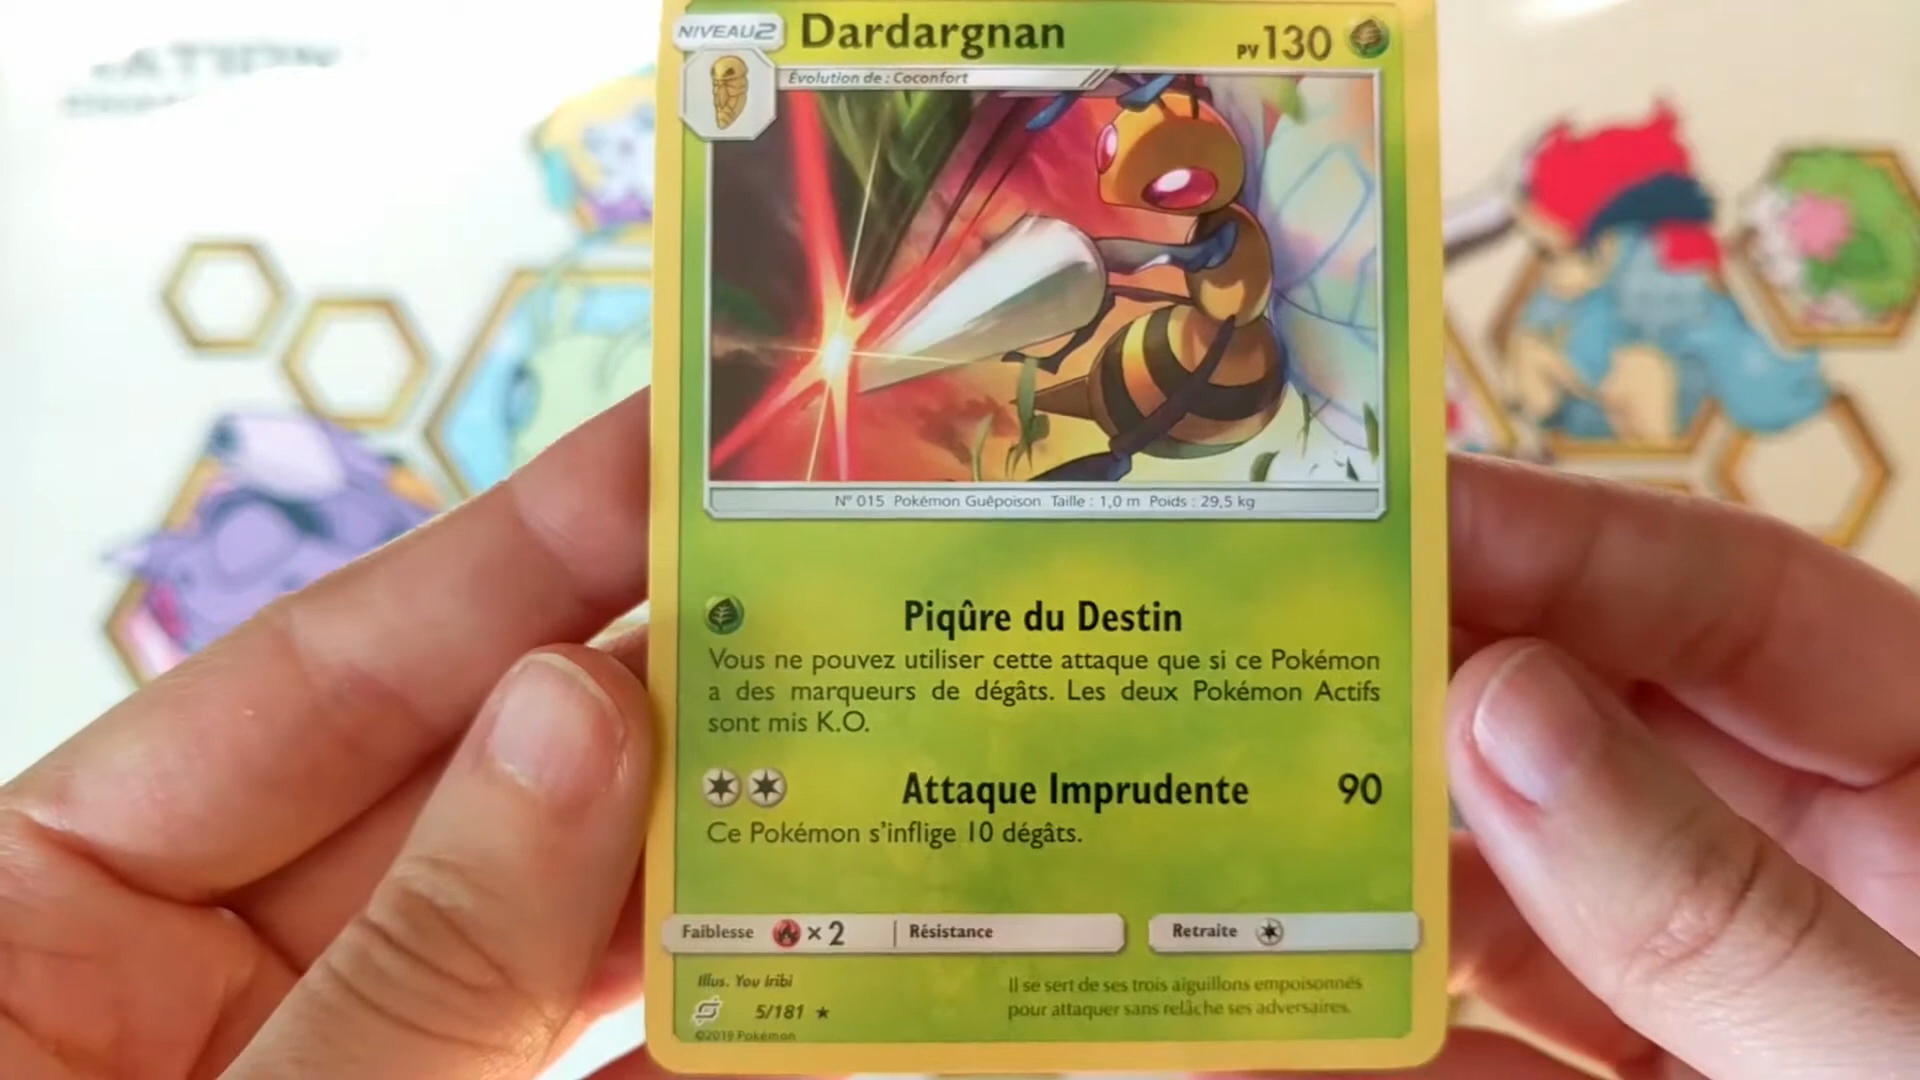 NIVEAU2
Dardargnan
PV130
Évolution de : Coconfort
Nº 015 Pokémon Guêpoison Taille : 1,0 m Poids : 29,5 kg
Piqûre du Destin
Vous ne pouvez utiliser cette attaque que si ce Pokémon
a des marqueurs de dégâts. Les deux Pokémon Actifs
sont mis K.O.
Attaque Imprudente 90
Ce Pokémon s'inflige 10 dégâts.
Faiblesse ×2 Résistance Retraite
Illus. You Iribi
5/181
©2019 Pokémon
Il se sert de ses trois aiguillons empoisonnés
pour attaquer sans relâche ses adversaires.